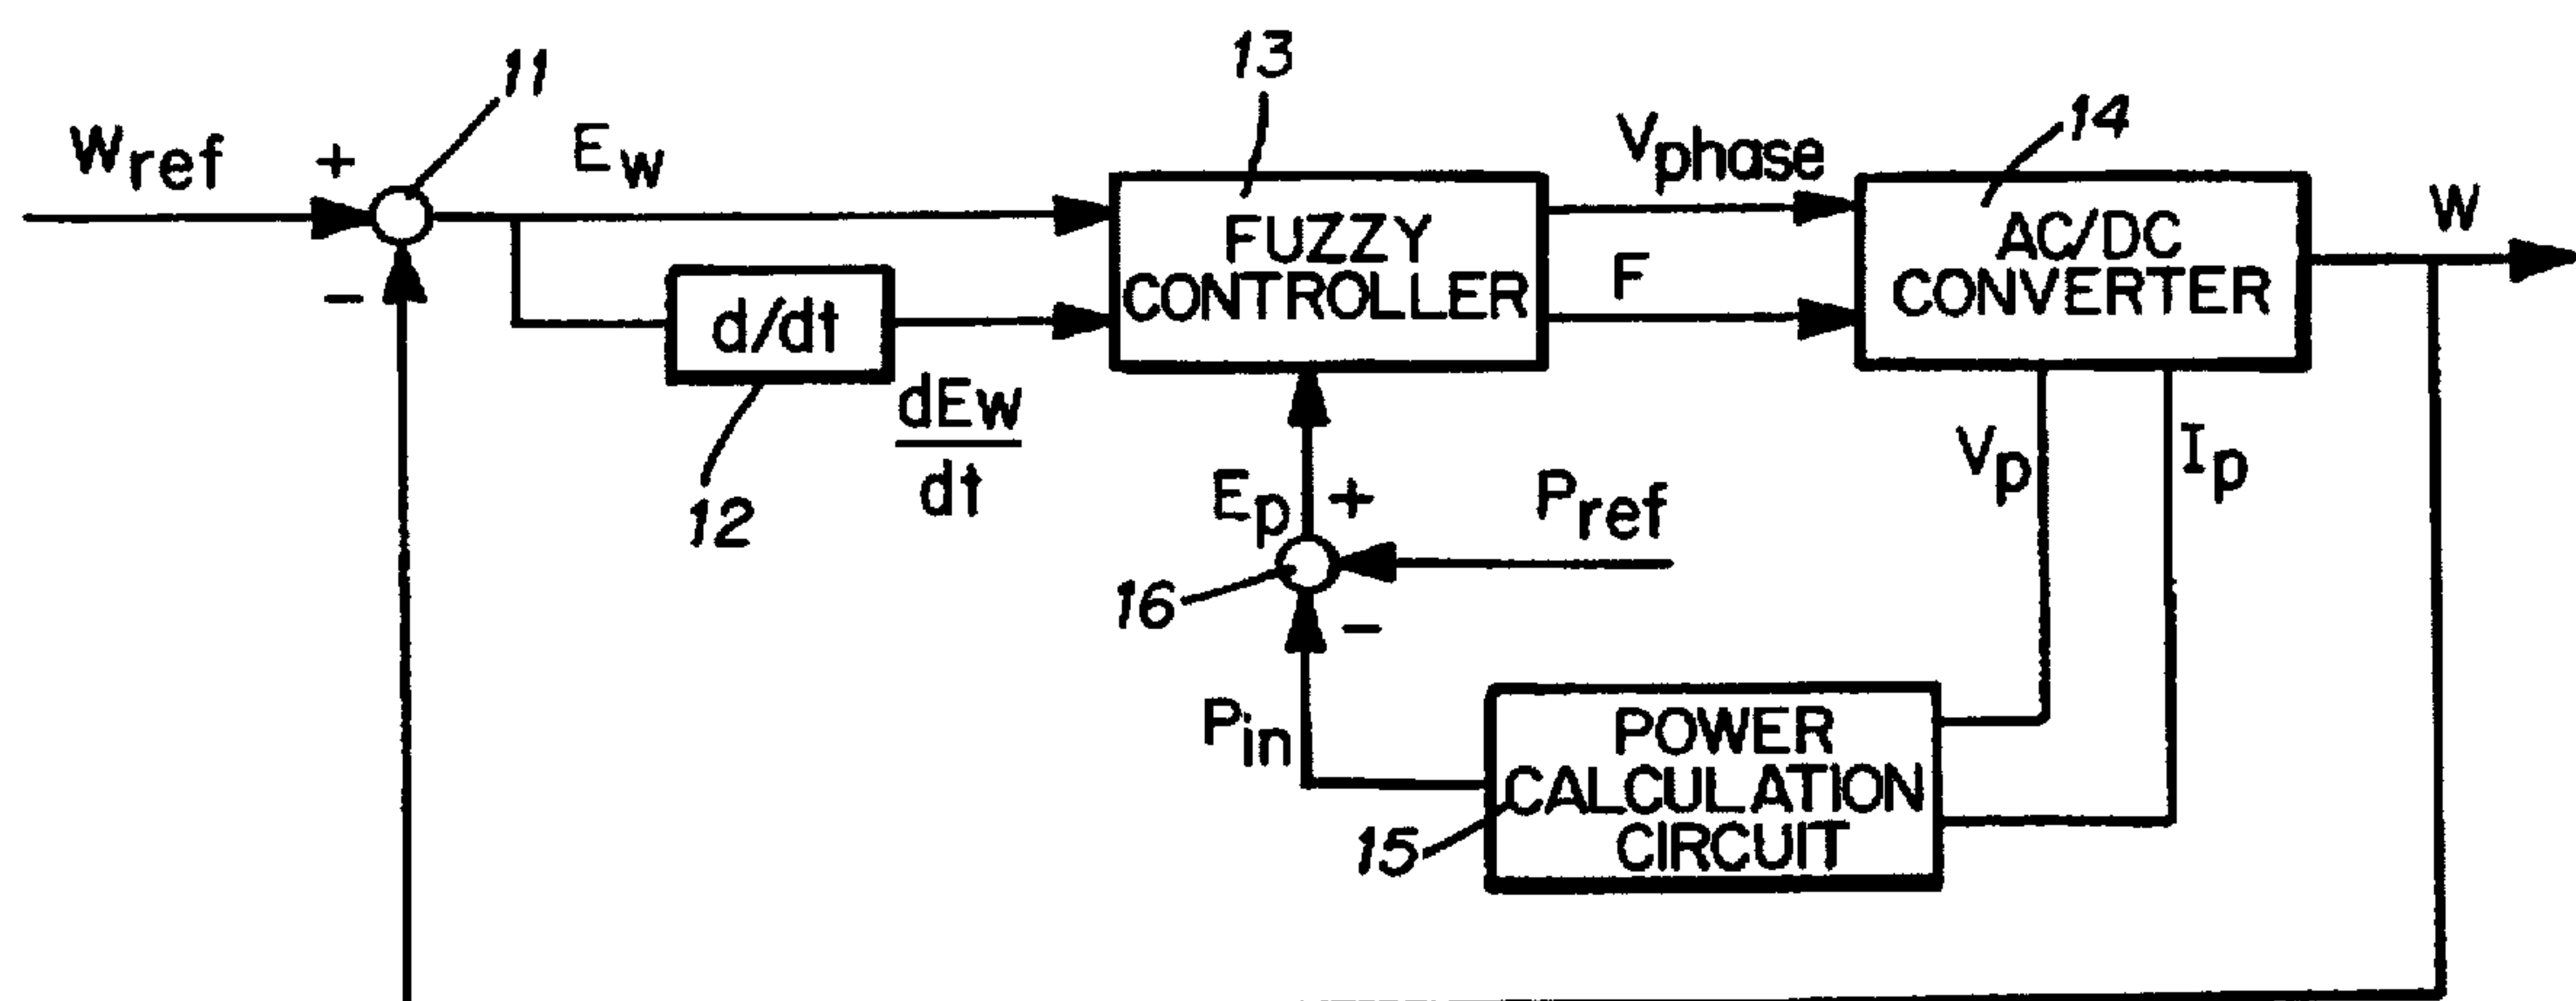 11
13
14
Wref
+
Ew
Vphase
W
FUZZY
CONTROLLER
AC/DC
CONVERTER
F
−
d/dt
dEw
dt
12
Ep
+
Pref
Vp
Ip
16
−
Pin
POWER
CALCULATION
CIRCUIT
15